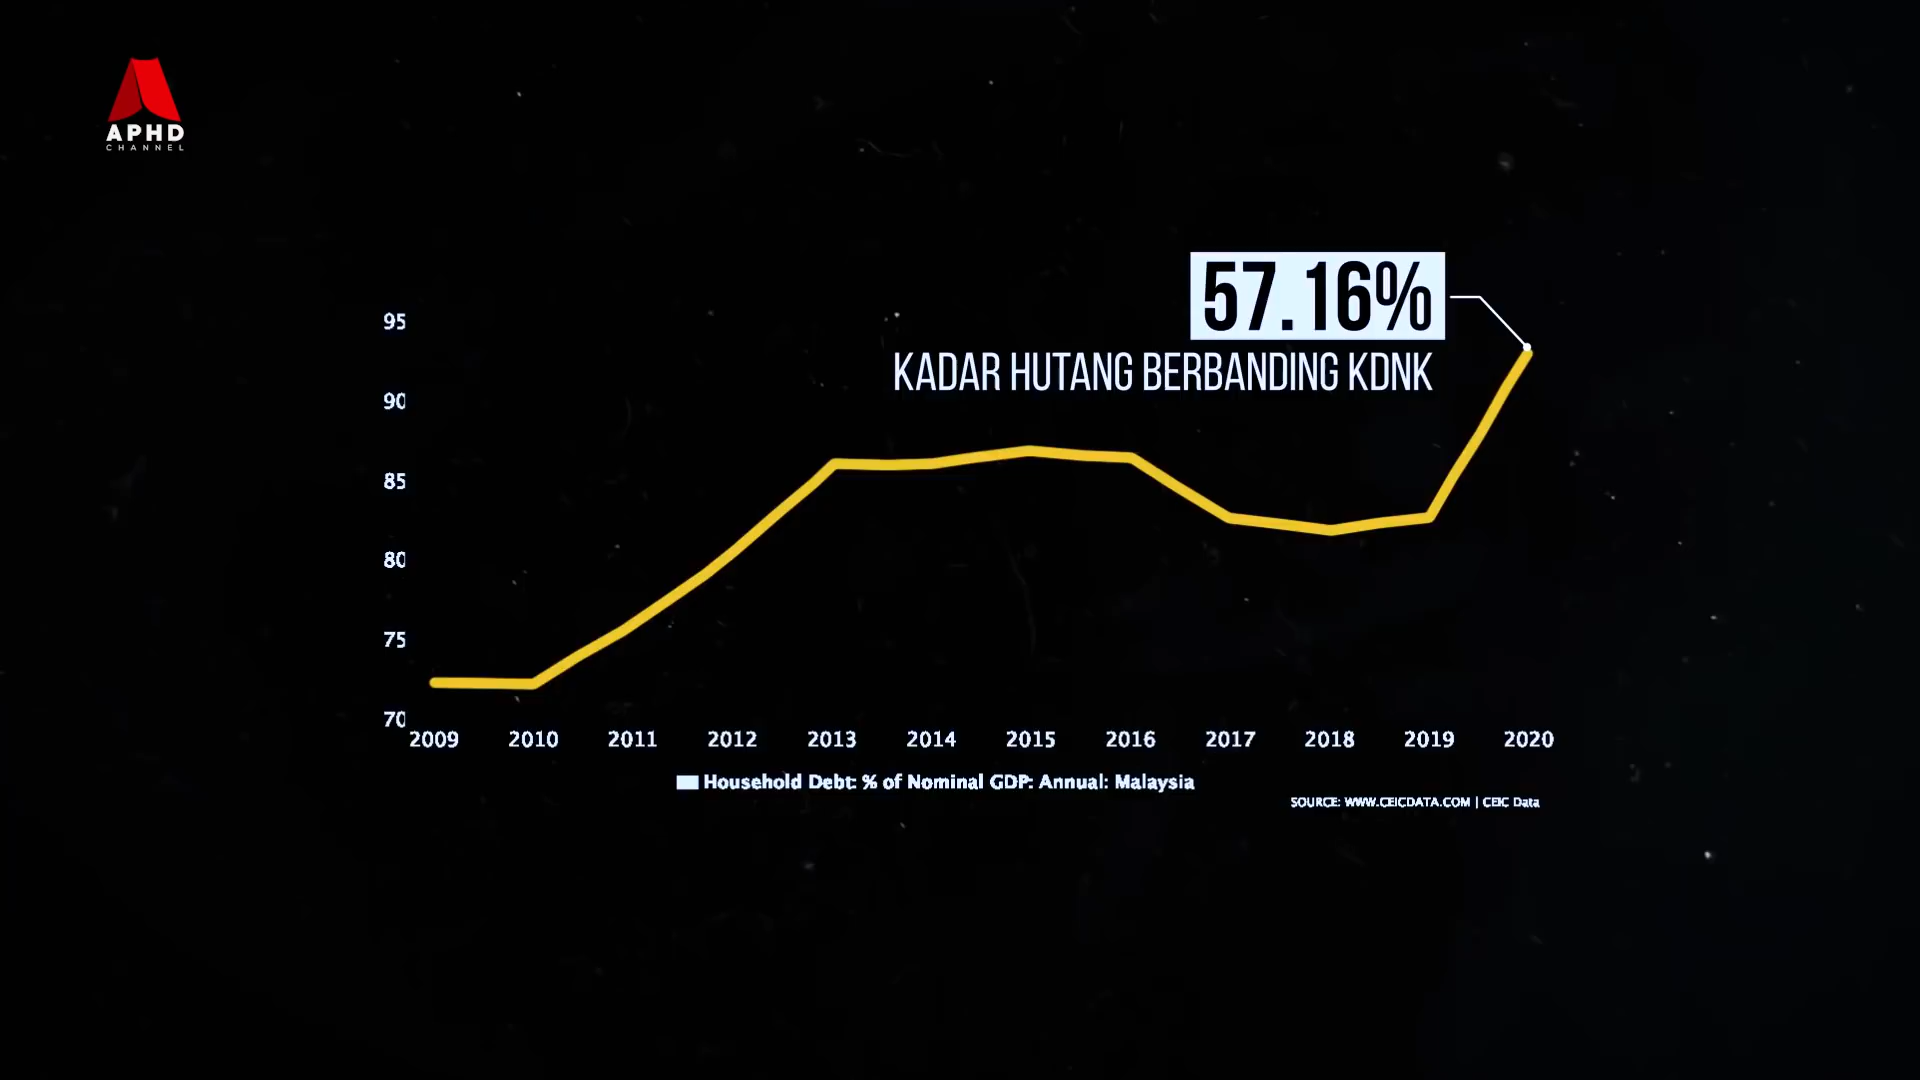 APHD
CHANNEL
57.16%
KADAR HUTANG BERBANDING KDNK
95
90
85
80
75
70
2009 2010 2011 2012 2013 2014 2015 2016 2017 2018 2019 2020
Household Debt: % of Nominal GDP: Annual: Malaysia
SOURCE: WWW.CEICDATA.COM | CEIC Data